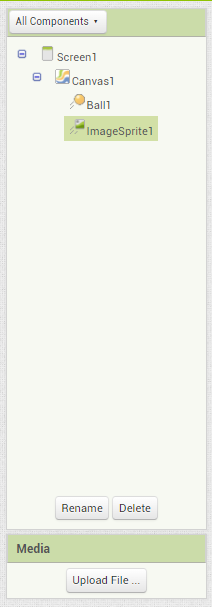 All Components
Screen1
Canvas1
Ball1
ImageSprite1
Rename Delete
Media
Upload File ...